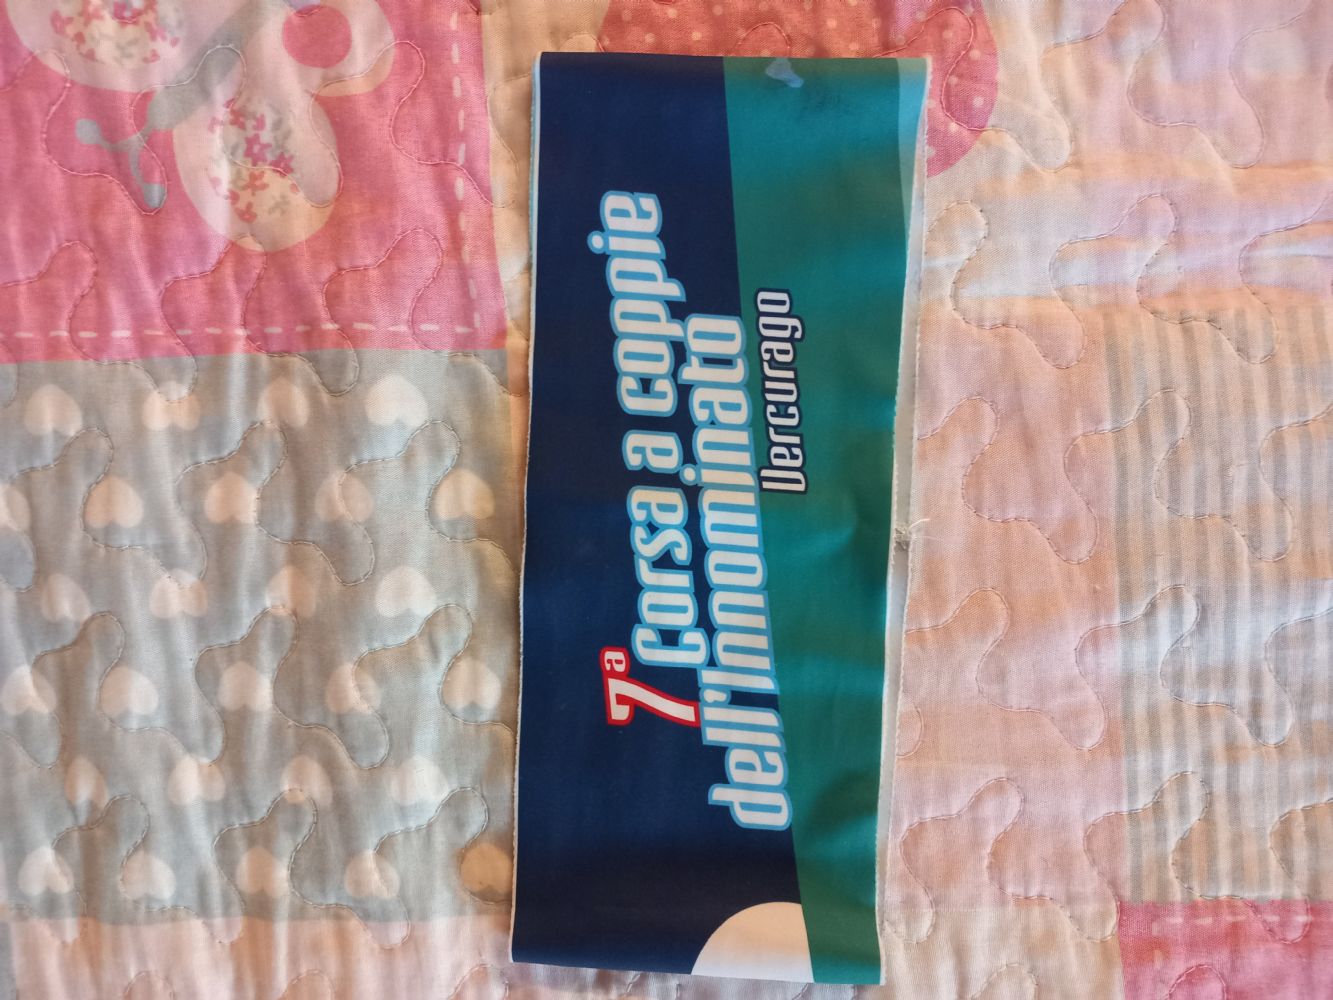 7ª
Corsa a coppie
dell'Innominato
Vercurago